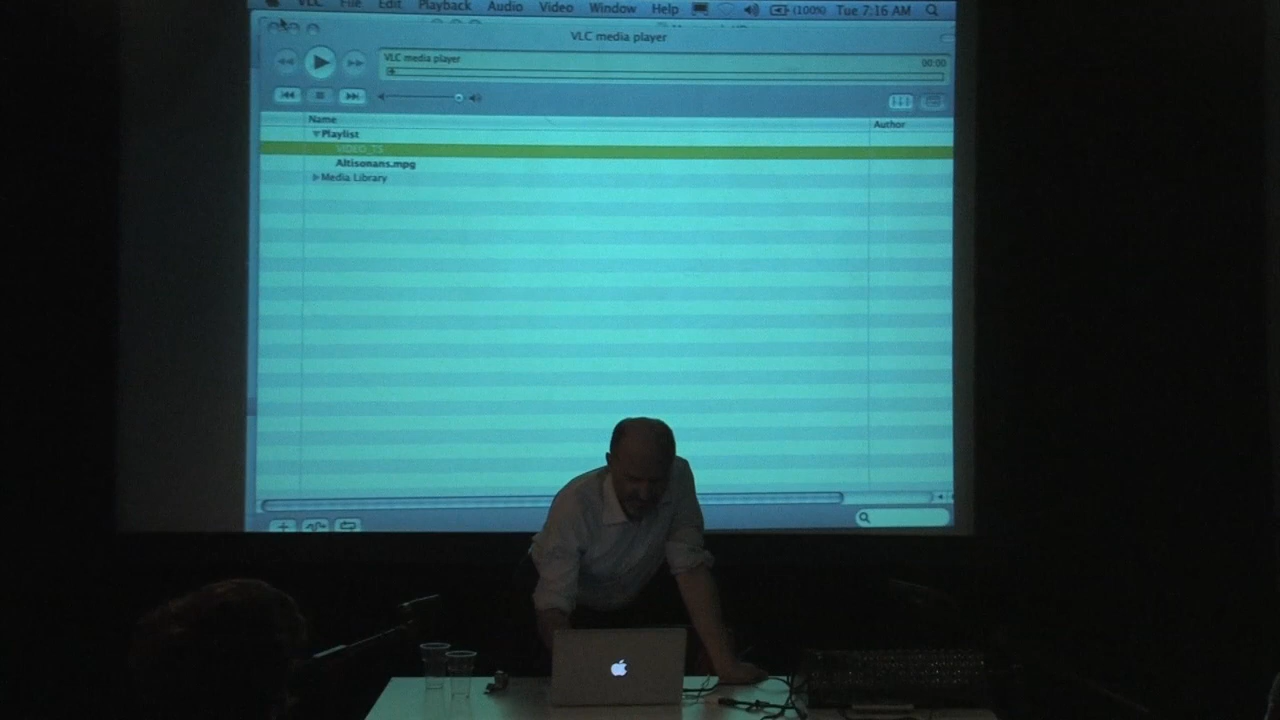 VLC File Edit Playback Audio Video Window Help (100%) Tue 7:16 AM
VLC media player
VLC media player 00:00
Name Author
Playlist
VIDEO_TS
Altisonans.mpg
Media Library